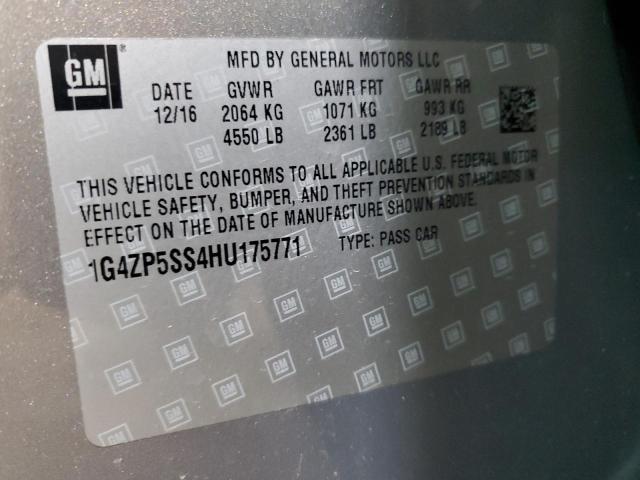 GM
MFD BY GENERAL MOTORS LLC
DATE GVWR GAWR FRT GAWR RR
12/16 2064 KG 1071 KG 993 KG
4550 LB 2361 LB 2189 LB
THIS VEHICLE CONFORMS TO ALL APPLICABLE U.S. FEDERAL MOTOR
VEHICLE SAFETY, BUMPER, AND THEFT PREVENTION STANDARDS IN
EFFECT ON THE DATE OF MANUFACTURE SHOWN ABOVE.
1G4ZP5SS4HU175771 TYPE: PASS CAR